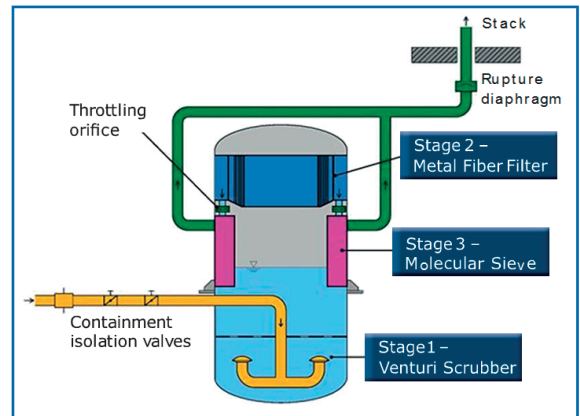 Stack
Rupture
diaphragm
Throttling
orifice
Stage 2 –
Metal Fiber Filter
Stage 3 –
Molecular Sieve
Containment
isolation valves
Stage1 –
Venturi Scrubber